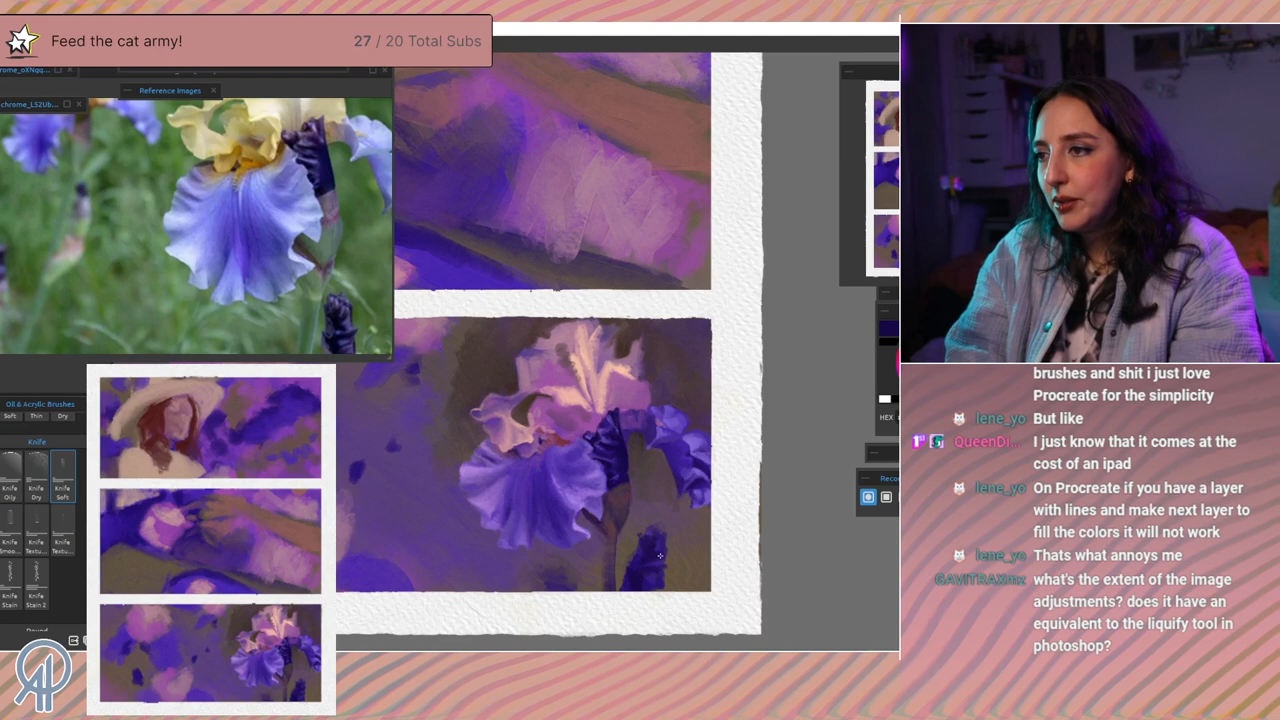 Feed the cat army!
27 / 20 Total Subs
Reference Images
Oil & Acrylic Brushes
Soft Thin Dry
Knife
Knife Oily
Knife Dry
Knife Soft
Knife Smoo...
Knife Textu...
Knife Textu...
Knife Stain
Knife Stain 2
HEX
brushes and shit i just love
Procreate for the simplicity
lene_yo But like
QueenDi... I just know that it comes at the
cost of an ipad
lene_yo On Procreate if you have a layer
with lines and make next layer to
fill the colors it will not work
lene_yo Thats what annoys me
GAVITRAXmz what's the extent of the image
adjustments? does it have an
equivalent to the liquify tool in
photoshop?